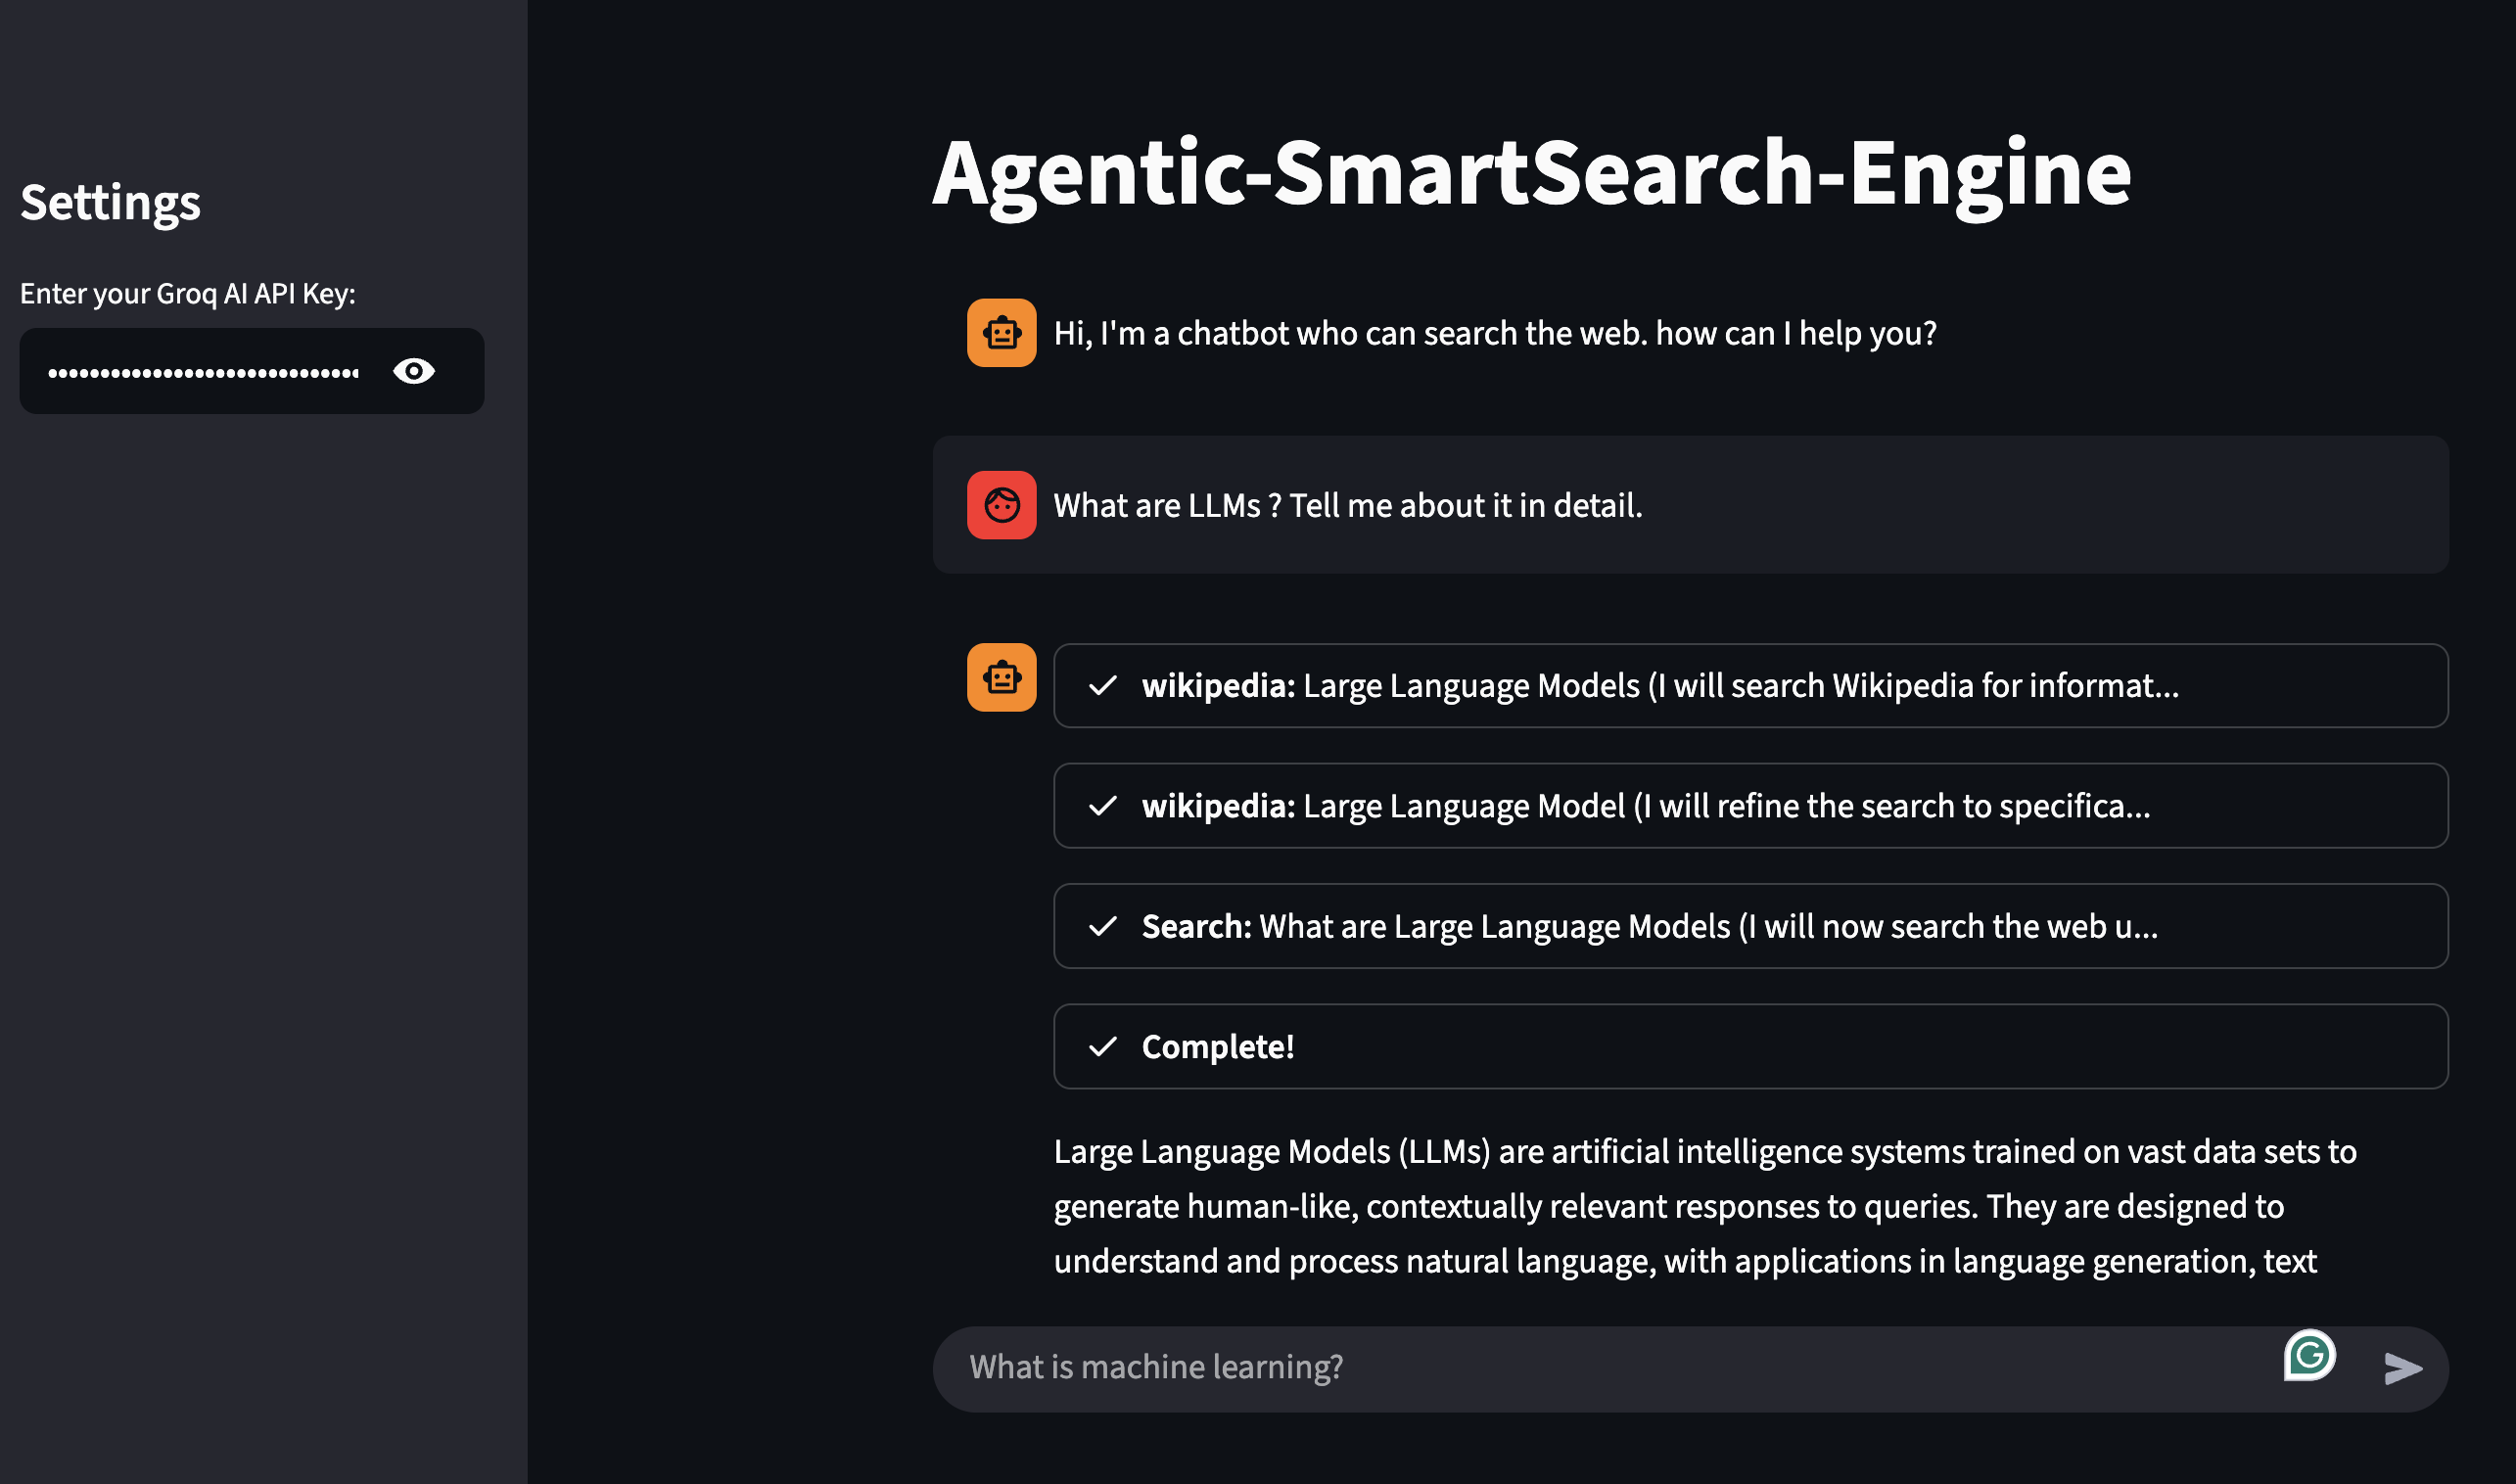 Settings
Enter your Groq AI API Key:
Agentic-SmartSearch-Engine
Hi, I'm a chatbot who can search the web. how can I help you?
What are LLMs ? Tell me about it in detail.
wikipedia: Large Language Models (I will search Wikipedia for informat...
wikipedia: Large Language Model (I will refine the search to specifica...
Search: What are Large Language Models (I will now search the web u...
Complete!
Large Language Models (LLMs) are artificial intelligence systems trained on vast data sets to
generate human-like, contextually relevant responses to queries. They are designed to
understand and process natural language, with applications in language generation, text
What is machine learning?